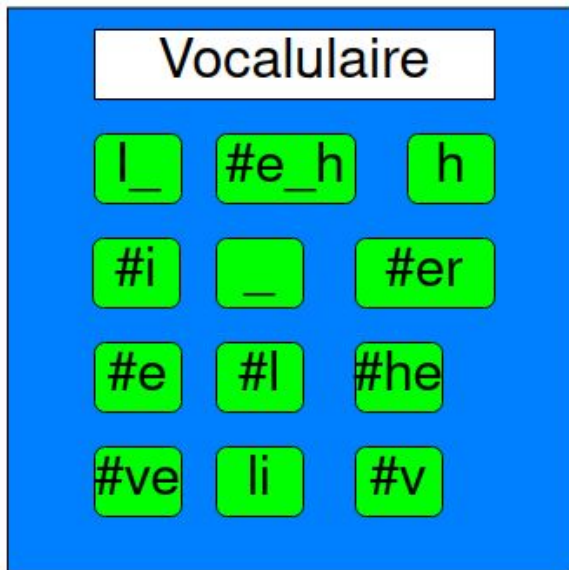 Vocalulaire
l_ #e_h h
#i _ #er
#e #l #he
#ve li #v